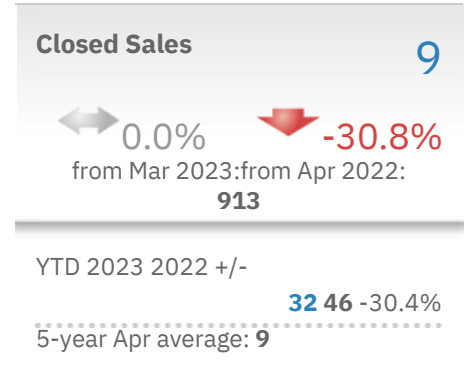 Closed Sales 9
0.0% -30.8%
from Mar 2023:from Apr 2022:
913
YTD 2023 2022 +/-
32 46 -30.4%
5-year Apr average: 9